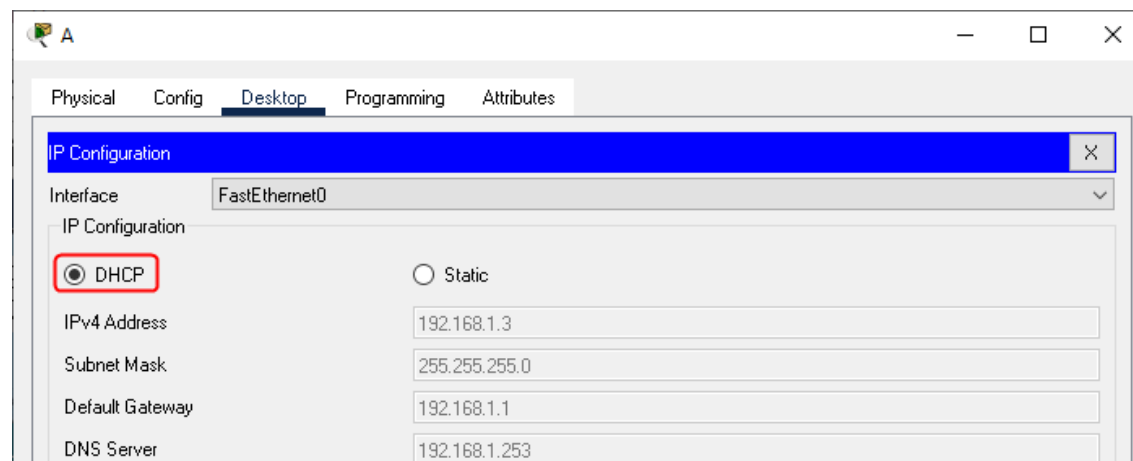 A
Physical Config Desktop Programming Attributes
IP Configuration X
Interface FastEthernet0
IP Configuration
DHCP Static
IPv4 Address 192.168.1.3
Subnet Mask 255.255.255.0
Default Gateway 192.168.1.1
DNS Server 192.168.1.253